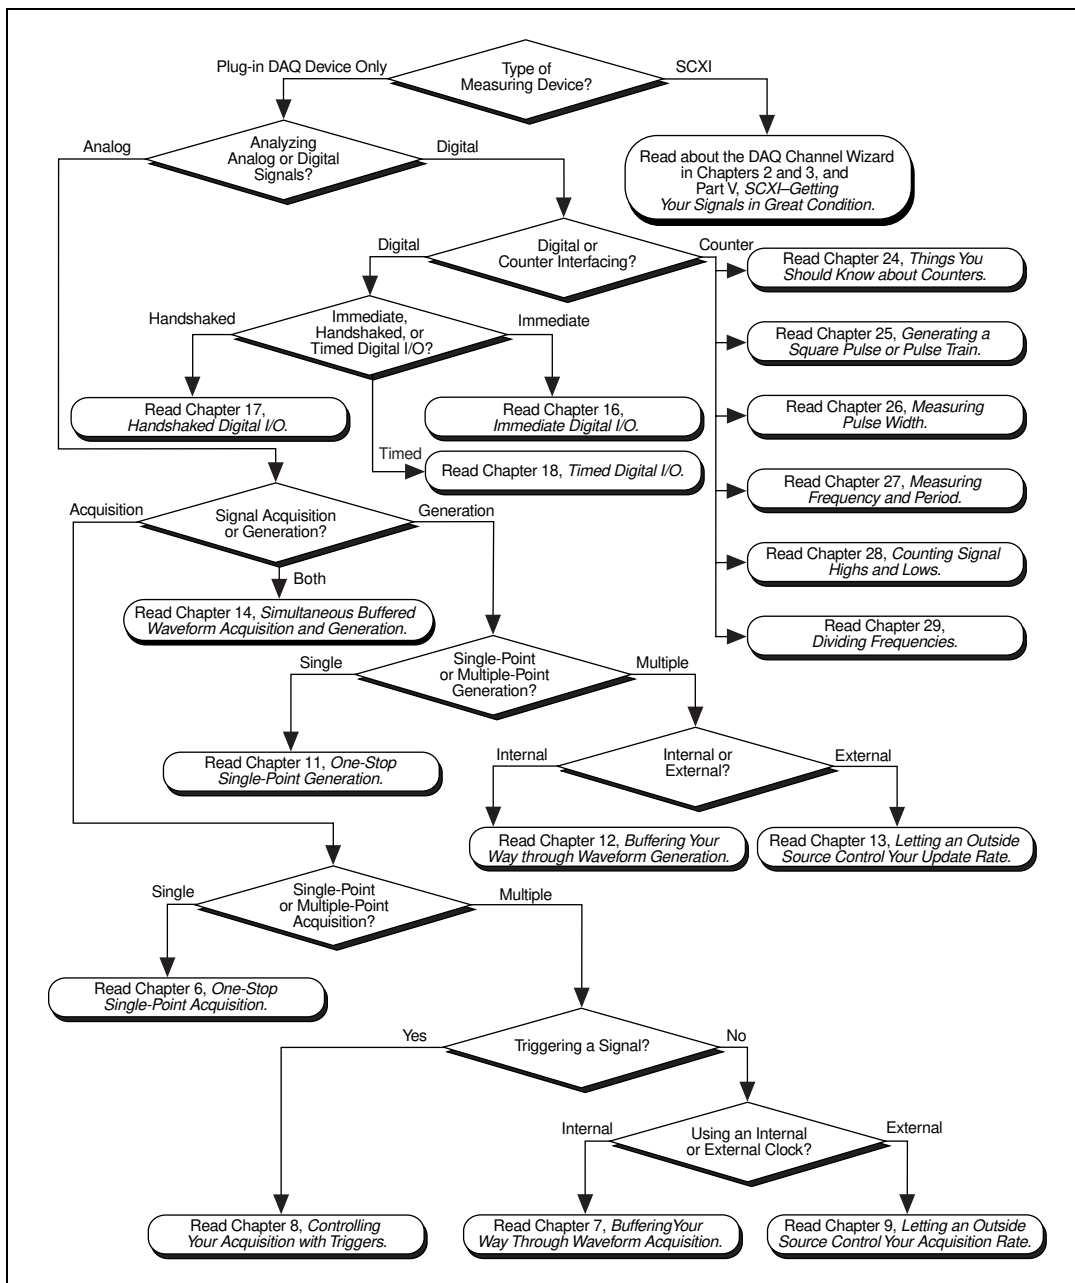 Plug-in DAQ Device Only
Type of
Measuring Device?
SCXI
Analog
Analyzing
Analog or Digital
Signals?
Digital
Read about the DAQ Channel Wizard
in Chapters 2 and 3, and
Part V, SCXI–Getting
Your Signals in Great Condition.
Digital
Digital or
Counter Interfacing?
Counter
Read Chapter 24, Things You
Should Know about Counters.
Handshaked
Immediate,
Handshaked, or
Timed Digital I/O?
Immediate
Read Chapter 25, Generating a
Square Pulse or Pulse Train.
Read Chapter 17,
Handshaked Digital I/O.
Read Chapter 16,
Immediate Digital I/O.
Read Chapter 26, Measuring
Pulse Width.
Timed
Read Chapter 18, Timed Digital I/O.
Read Chapter 27, Measuring
Frequency and Period.
Acquisition
Signal Acquisition
or Generation?
Generation
Both
Read Chapter 28, Counting Signal
Highs and Lows.
Read Chapter 14, Simultaneous Buffered
Waveform Acquisition and Generation.
Read Chapter 29,
Dividing Frequencies.
Single
Single-Point
or Multiple-Point
Generation?
Multiple
Read Chapter 11, One-Stop
Single-Point Generation.
Internal
Internal or
External?
External
Read Chapter 12, Buffering Your
Way through Waveform Generation.
Read Chapter 13, Letting an Outside
Source Control Your Update Rate.
Single
Single-Point
or Multiple-Point
Acquisition?
Multiple
Read Chapter 6, One-Stop
Single-Point Acquisition.
Yes
Triggering a Signal?
No
Internal
Using an Internal
or External Clock?
External
Read Chapter 8, Controlling
Your Acquisition with Triggers.
Read Chapter 7, Buffering Your
Way Through Waveform Acquisition.
Read Chapter 9, Letting an Outside
Source Control Your Acquisition Rate.